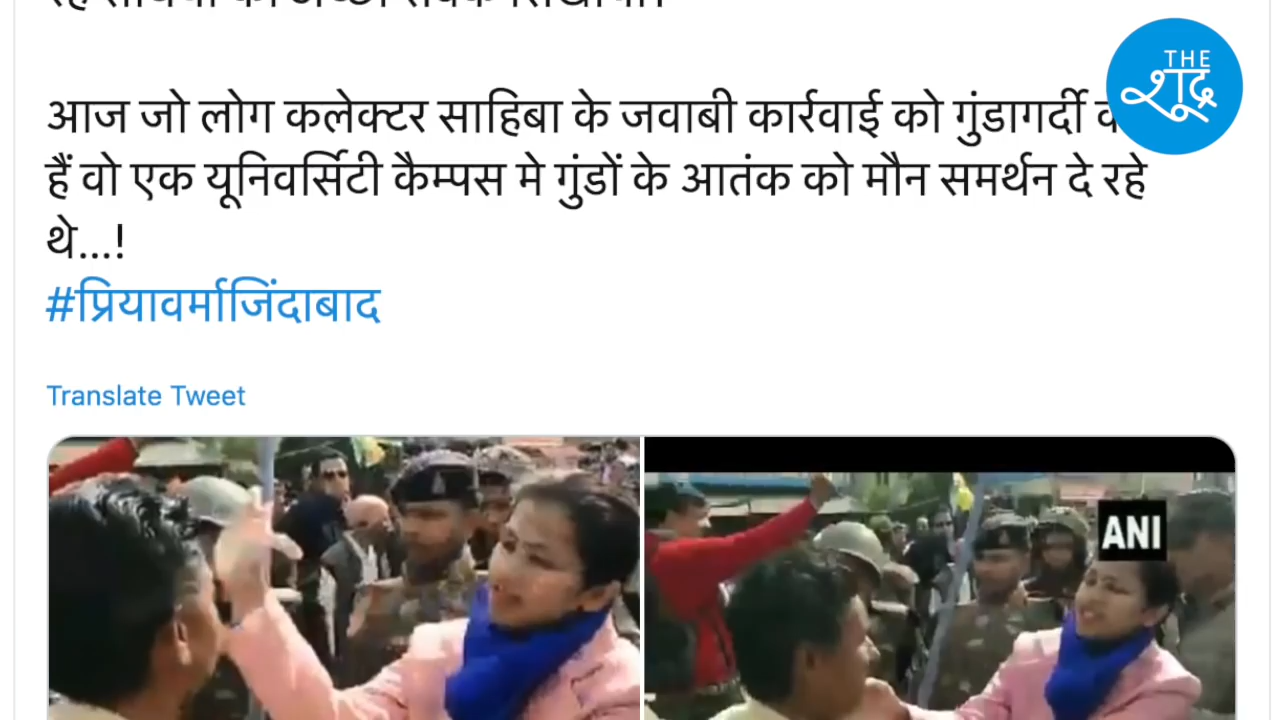 THE
शूद्र
आज जो लोग कलेक्टर साहिबा के जवाबी कार्रवाई को गुंडागर्दी
हैं वो एक यूनिवर्सिटी कैम्पस मे गुंडों के आतंक को मौन समर्थन दे रहे
थे...!
#प्रियावर्माजिंदाबाद
Translate Tweet
ANI